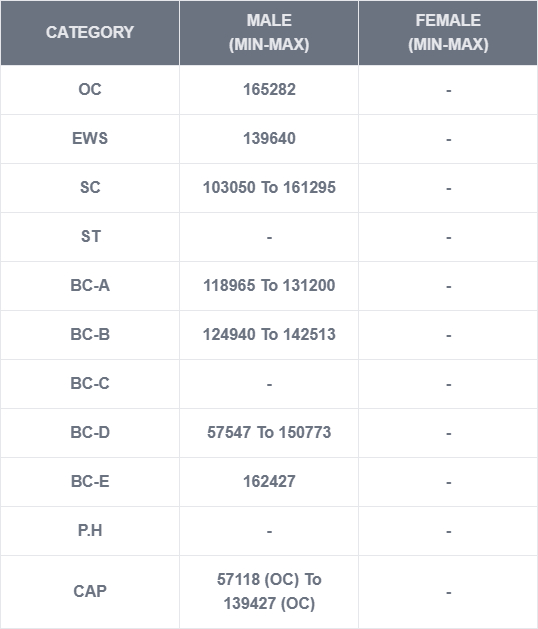 CATEGORY MALE (MIN-MAX) FEMALE (MIN-MAX)
OC 165282 -
EWS 139640 -
SC 103050 To 161295 -
ST - -
BC-A 118965 To 131200 -
BC-B 124940 To 142513 -
BC-C - -
BC-D 57547 To 150773 -
BC-E 162427 -
P.H - -
CAP 57118 (OC) To 139427 (OC) -